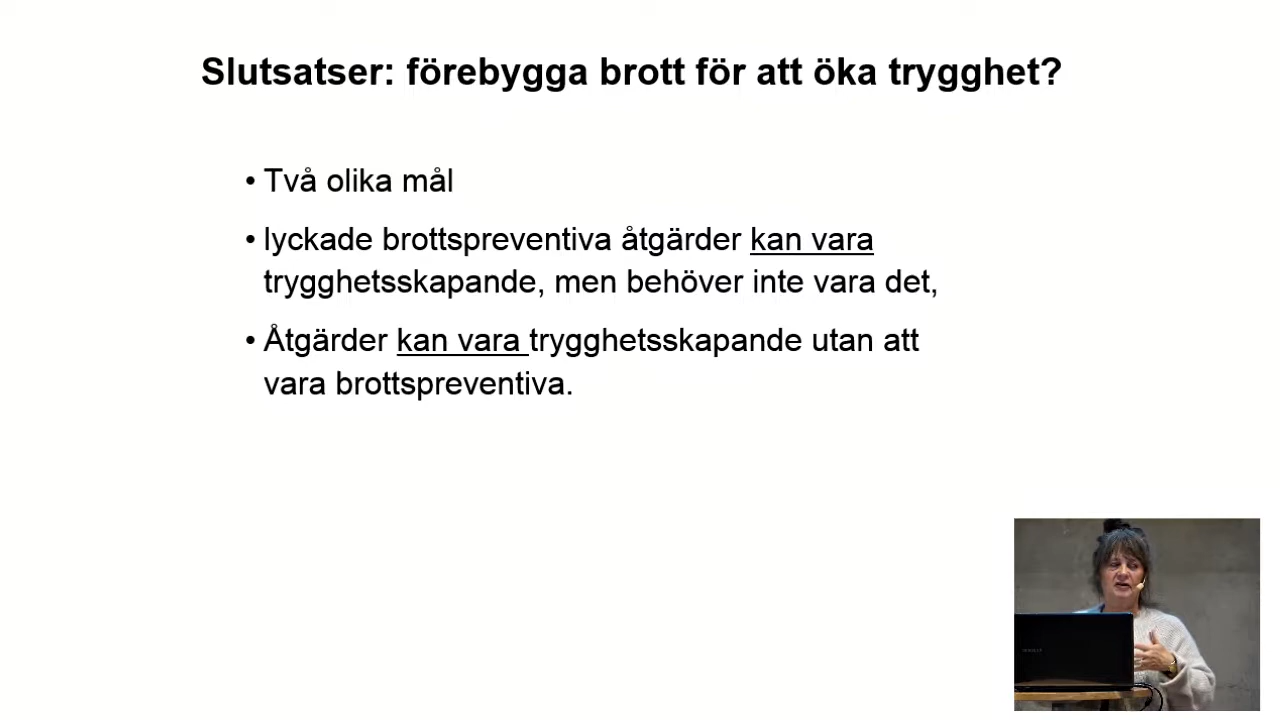 Slutsatser: förebygga brott för att öka trygghet?
• Två olika mål
• lyckade brottspreventiva åtgärder kan vara
trygghetsskapande, men behöver inte vara det,
• Åtgärder kan vara trygghetsskapande utan att
vara brottspreventiva.